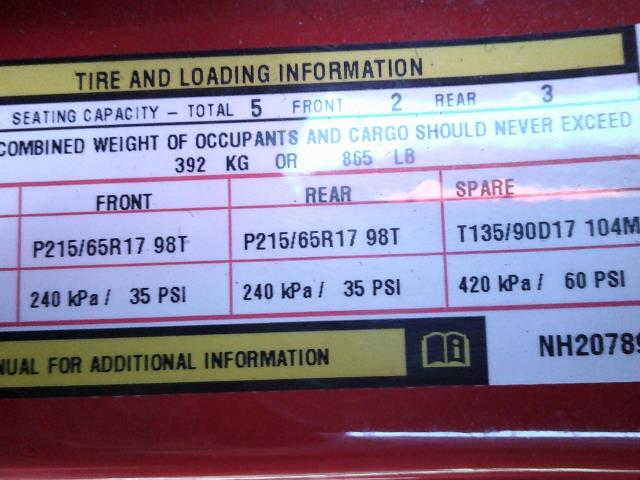 TIRE AND LOADING INFORMATION
SEATING CAPACITY – TOTAL 5 FRONT 2 REAR 3
COMBINED WEIGHT OF OCCUPANTS AND CARGO SHOULD NEVER EXCEED
392 KG OR 865 LB
FRONT REAR SPARE
P215/65R17 98T P215/65R17 98T T135/90D17 104M
240 kPa / 35 PSI 240 kPa / 35 PSI 420 kPa / 60 PSI
NUAL FOR ADDITIONAL INFORMATION
NH20789